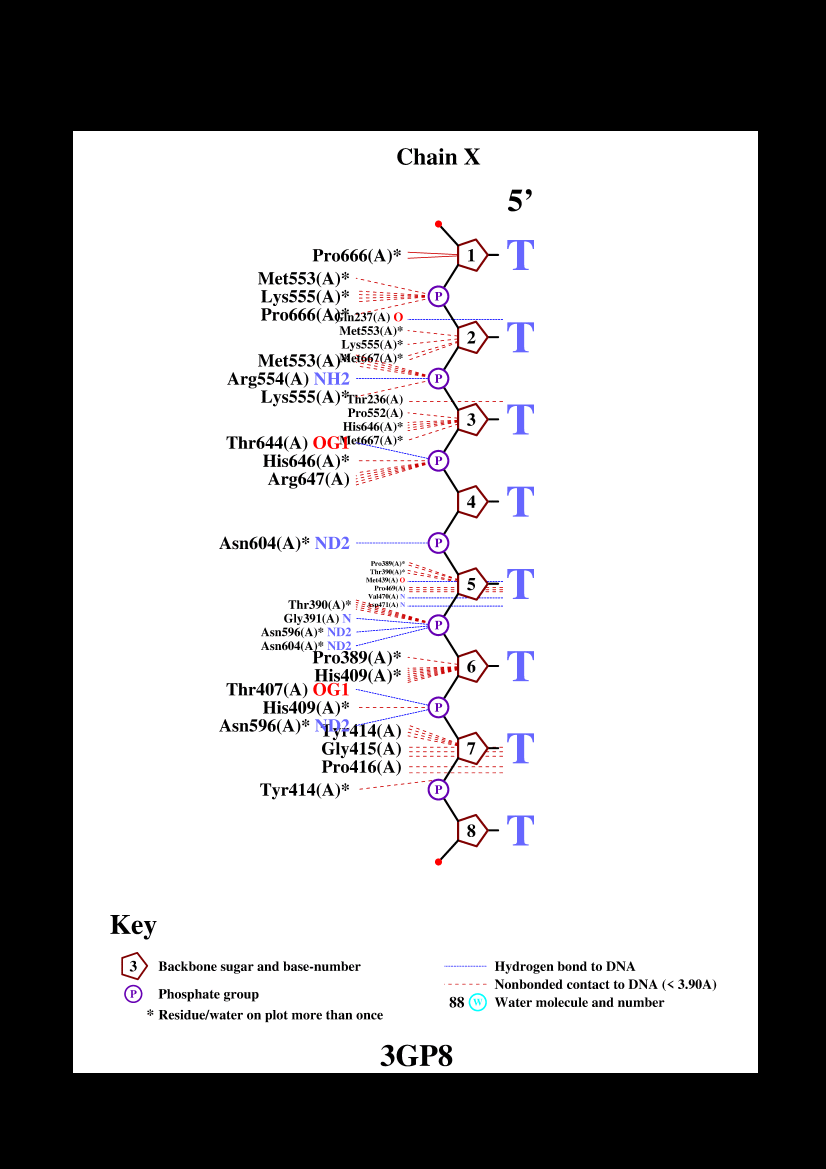 Chain X
5’
Pro666(A)* 1 T
Met553(A)*
Lys555(A)* P
Pro666(A)*
Gln237(A) O
Met553(A)* 2 T
Lys555(A)*
Met667(A)*
Met553(A)*
Arg554(A) NH2 P
Lys555(A)*
Thr236(A)
Pro552(A) 3 T
His646(A)*
Met667(A)*
Thr644(A) OG1
His646(A)* P
Arg647(A)
4 T
Asn604(A)* ND2 P
Pro389(A)*
Thr390(A)*
Met439(A) O 5 T
Pro469(A)
Val470(A) N
Asp471(A) N
Thr390(A)*
Gly391(A) N P
Asn596(A)* ND2
Asn604(A)* ND2
Pro389(A)* 6 T
His409(A)*
Thr407(A) OG1
His409(A)* P
Asn596(A)* ND2
Tyr414(A)
Gly415(A) 7 T
Pro416(A)
Tyr414(A)* P
8 T
Key
3 Backbone sugar and base-number
P Phosphate group
* Residue/water on plot more than once
Hydrogen bond to DNA
Nonbonded contact to DNA (< 3.90A)
88 W Water molecule and number
3GP8